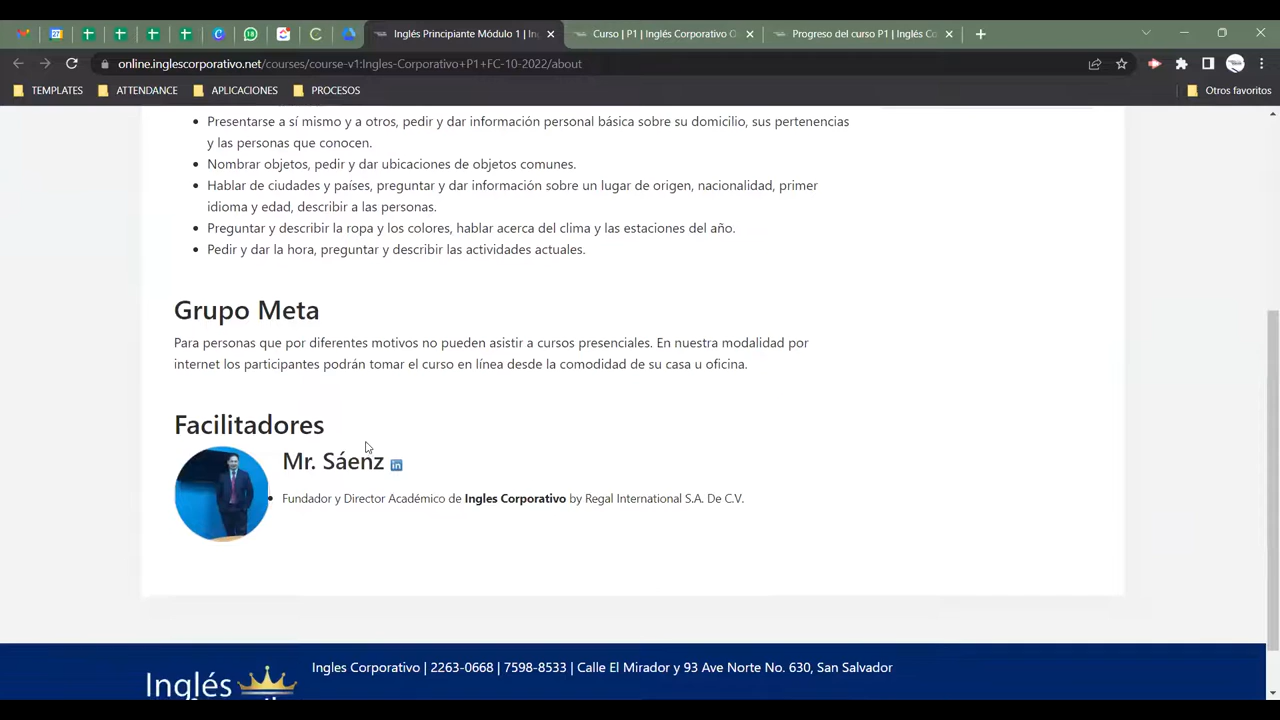 Inglés Principiante Módulo 1 | In
Curso | P1 | Inglés Corporativo O
Progreso del curso P1 | Inglés Co
online.inglescorporativo.net/courses/course-v1:Ingles-Corporativo+P1+FC-10-2022/about
TEMPLATES
ATTENDANCE
APLICACIONES
PROCESOS
Otros favoritos
Presentarse a sí mismo y a otros, pedir y dar información personal básica sobre su domicilio, sus pertenencias
y las personas que conocen.
Nombrar objetos, pedir y dar ubicaciones de objetos comunes.
Hablar de ciudades y países, preguntar y dar información sobre un lugar de origen, nacionalidad, primer
idioma y edad, describir a las personas.
Preguntar y describir la ropa y los colores, hablar acerca del clima y las estaciones del año.
Pedir y dar la hora, preguntar y describir las actividades actuales.
Grupo Meta
Para personas que por diferentes motivos no pueden asistir a cursos presenciales. En nuestra modalidad por
internet los participantes podrán tomar el curso en línea desde la comodidad de su casa u oficina.
Facilitadores
Mr. Sáenz in
Fundador y Director Académico de Ingles Corporativo by Regal International S.A. De C.V.
Ingles Corporativo | 2263-0668 | 7598-8533 | Calle El Mirador y 93 Ave Norte No. 630, San Salvador
Inglés